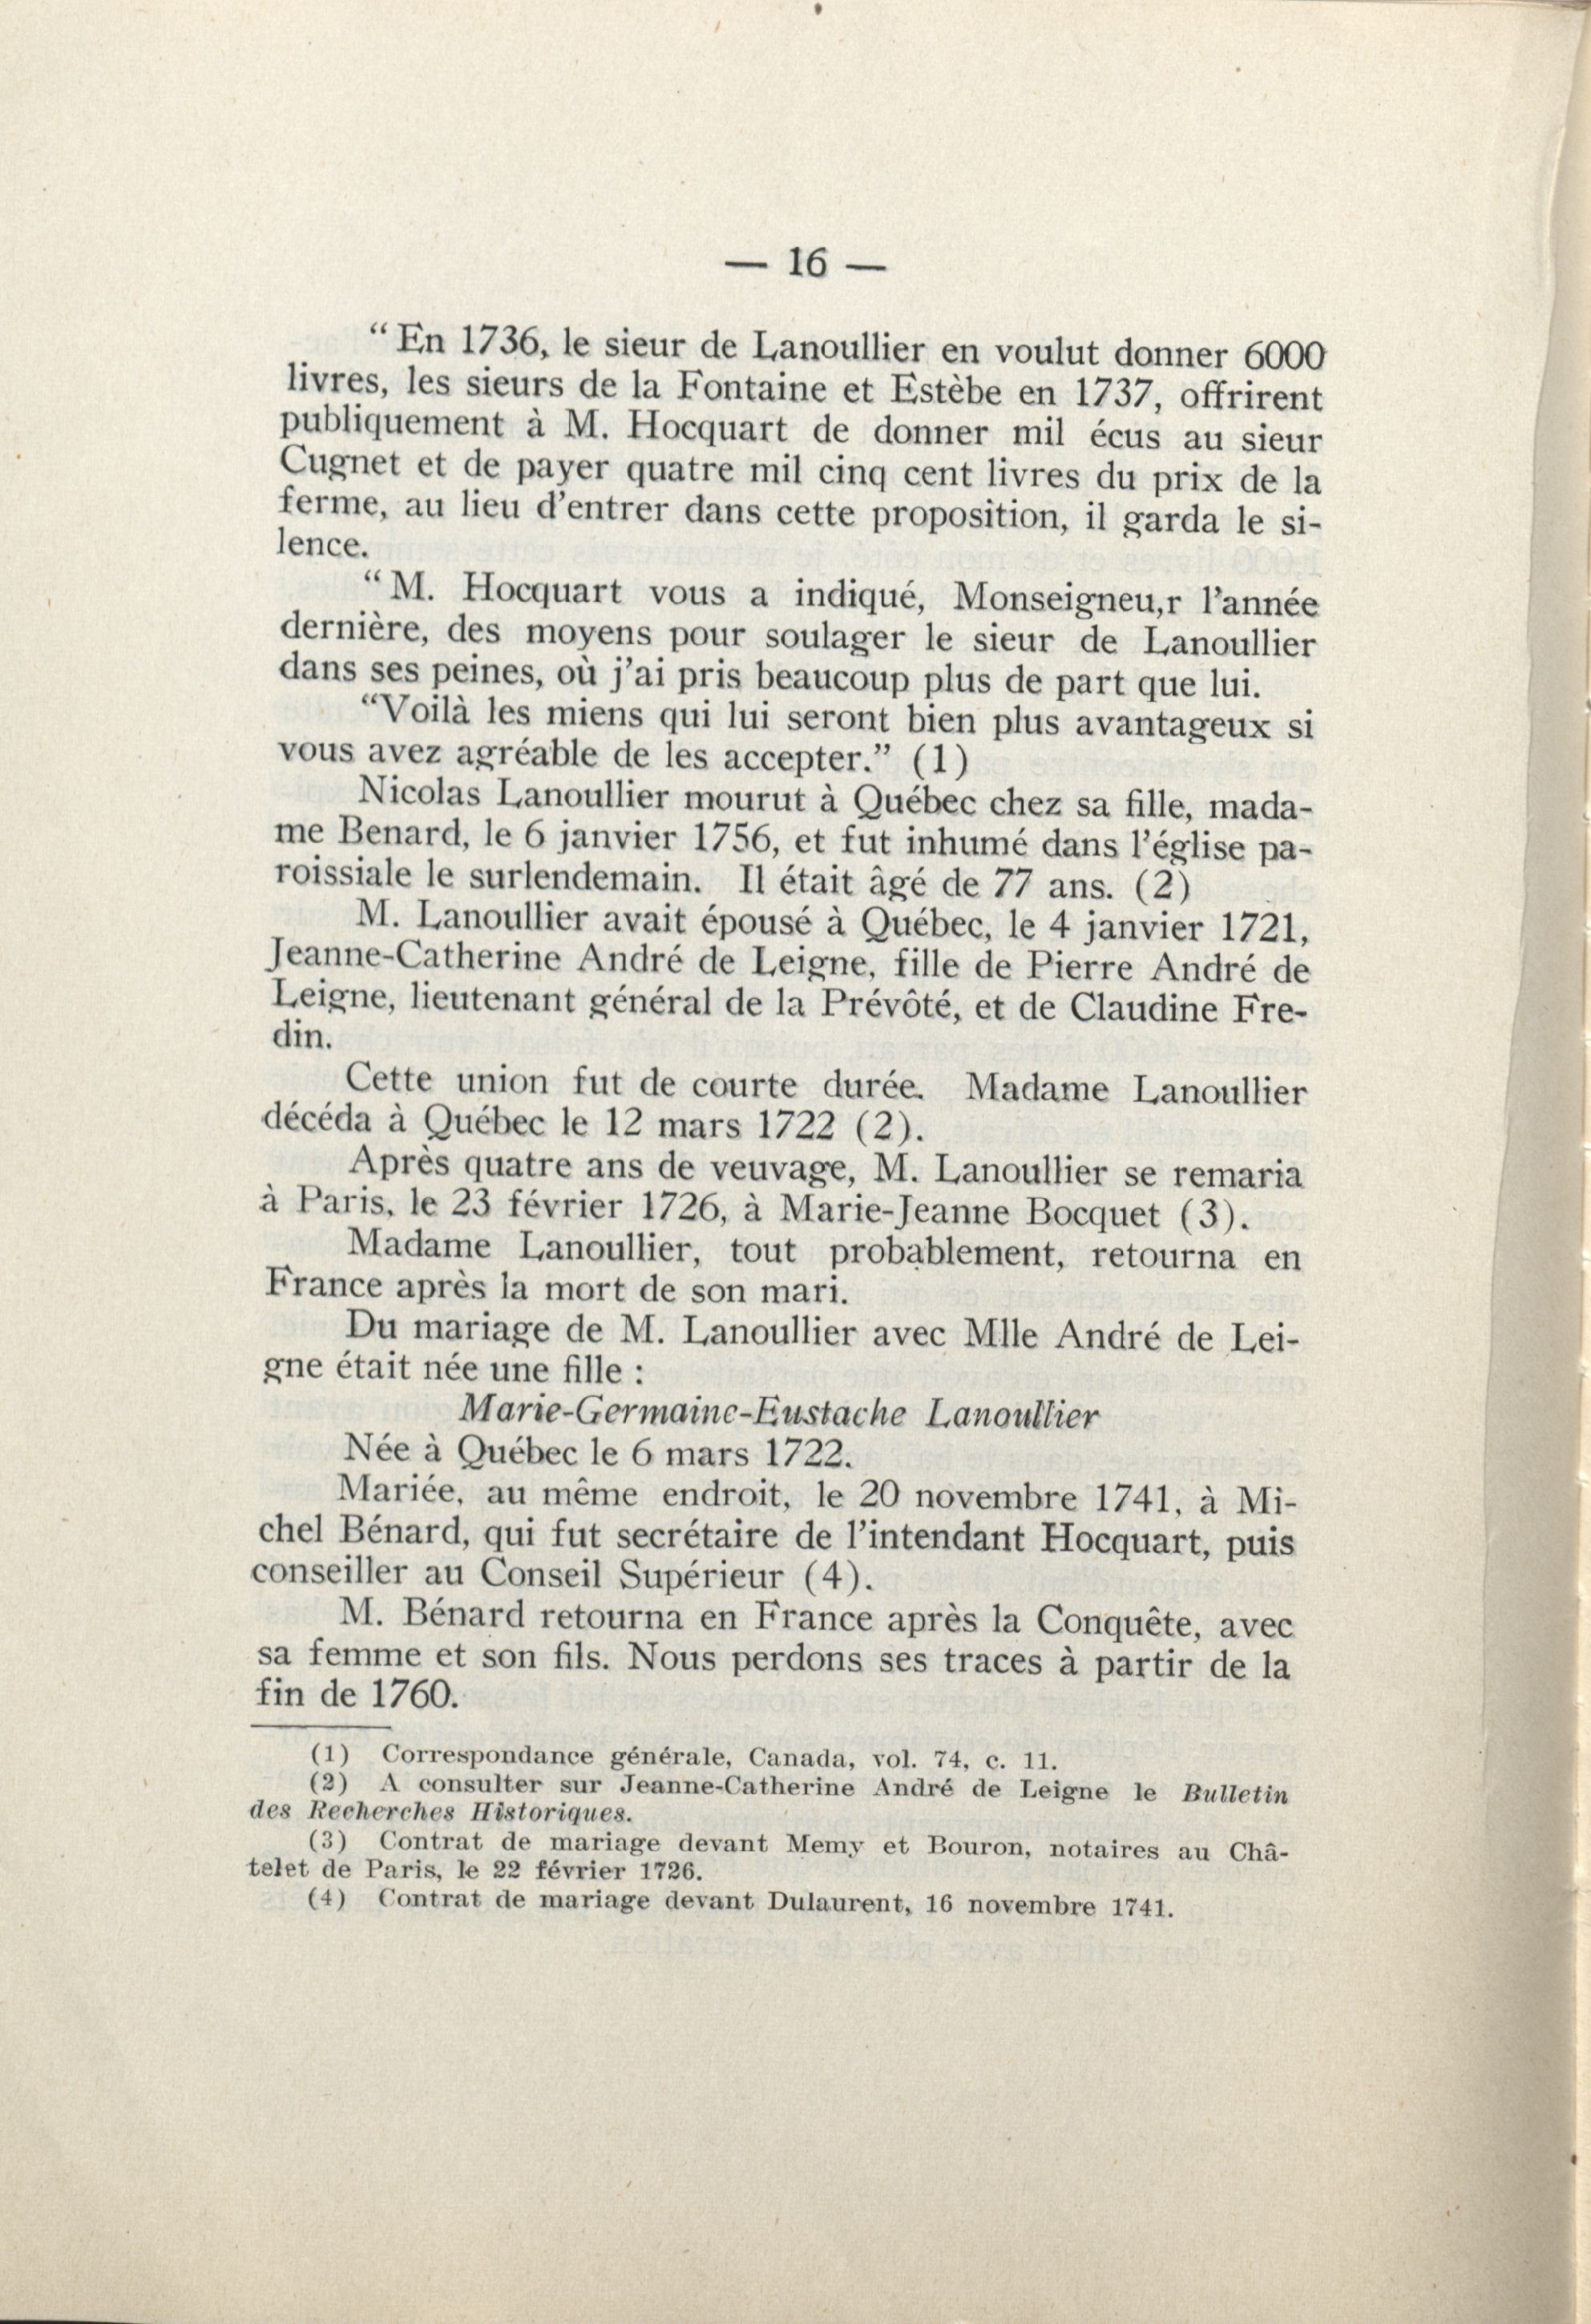 — 16 —
“En 1736, le sieur de Lanoullier en voulut donner 6000
livres, les sieurs de la Fontaine et Estèbe en 1737, offrirent
publiquement à M. Hocquart de donner mil écus au sieur
Cugnet et de payer quatre mil cinq cent livres du prix de la
ferme, au lieu d’entrer dans cette proposition, il garda le si-
lence.
“M. Hocquart vous a indiqué, Monseigneu,r l’année
dernière, des moyens pour soulager le sieur de Lanoullier
dans ses peines, où j’ai pris beaucoup plus de part que lui.
“Voilà les miens qui lui seront bien plus avantageux si
vous avez agréable de les accepter.” (1)
Nicolas Lanoullier mourut à Québec chez sa fille, mada-
me Benard, le 6 janvier 1756, et fut inhumé dans l’église pa-
roissiale le surlendemain. Il était âgé de 77 ans. (2)
M. Lanoullier avait épousé à Québec, le 4 janvier 1721,
Jeanne-Catherine André de Leigne, fille de Pierre André de
Leigne, lieutenant général de la Prévôté, et de Claudine Fre-
din.
Cette union fut de courte durée. Madame Lanoullier
décéda à Québec le 12 mars 1722 (2).
Après quatre ans de veuvage, M. Lanoullier se remaria
à Paris, le 23 février 1726, à Marie-Jeanne Bocquet (3).
Madame Lanoullier, tout probablement, retourna en
France après la mort de son mari.
Du mariage de M. Lanoullier avec Mlle André de Lei-
gne était née une fille :
Marie-Germaine-Eustache Lanoullier
Née à Québec le 6 mars 1722.
Mariée, au même endroit, le 20 novembre 1741, à Mi-
chel Bénard, qui fut secrétaire de l’intendant Hocquart, puis
conseiller au Conseil Supérieur (4).
M. Bénard retourna en France après la Conquête, avec
sa femme et son fils. Nous perdons ses traces à partir de la
fin de 1760.
(1) Correspondance générale, Canada, vol. 74, c. 11.
(2) A consulter sur Jeanne-Catherine André de Leigne le Bulletin
des Recherches Historiques.
(3) Contrat de mariage devant Memy et Bouron, notaires au Châ-
telet de Paris, le 22 février 1726.
(4) Contrat de mariage devant Dulaurent, 16 novembre 1741.